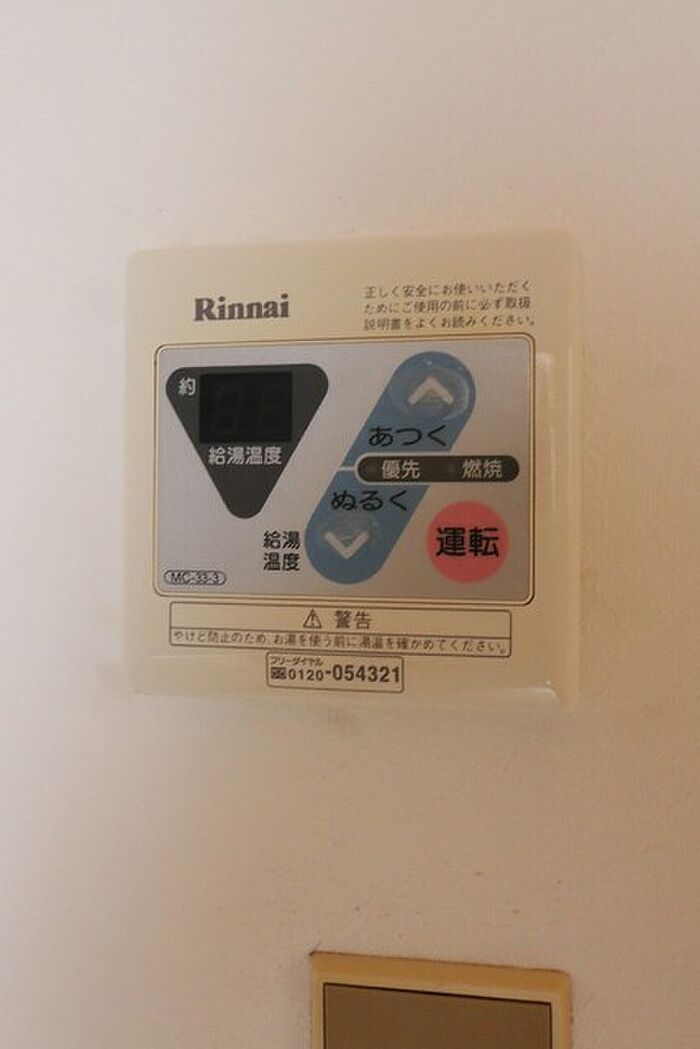 Rinnai
正しく安全にお使いいただく
ためにご使用の前に必ず取扱
説明書をよくお読みください。
約
給湯温度
あつく
優先 燃焼
ぬるく
給湯
温度
運転
MC-33-3
⚠ 警告
やけど防止のため、お湯を使う前に湯温を確かめてください。
フリーダイヤル
0120-054321